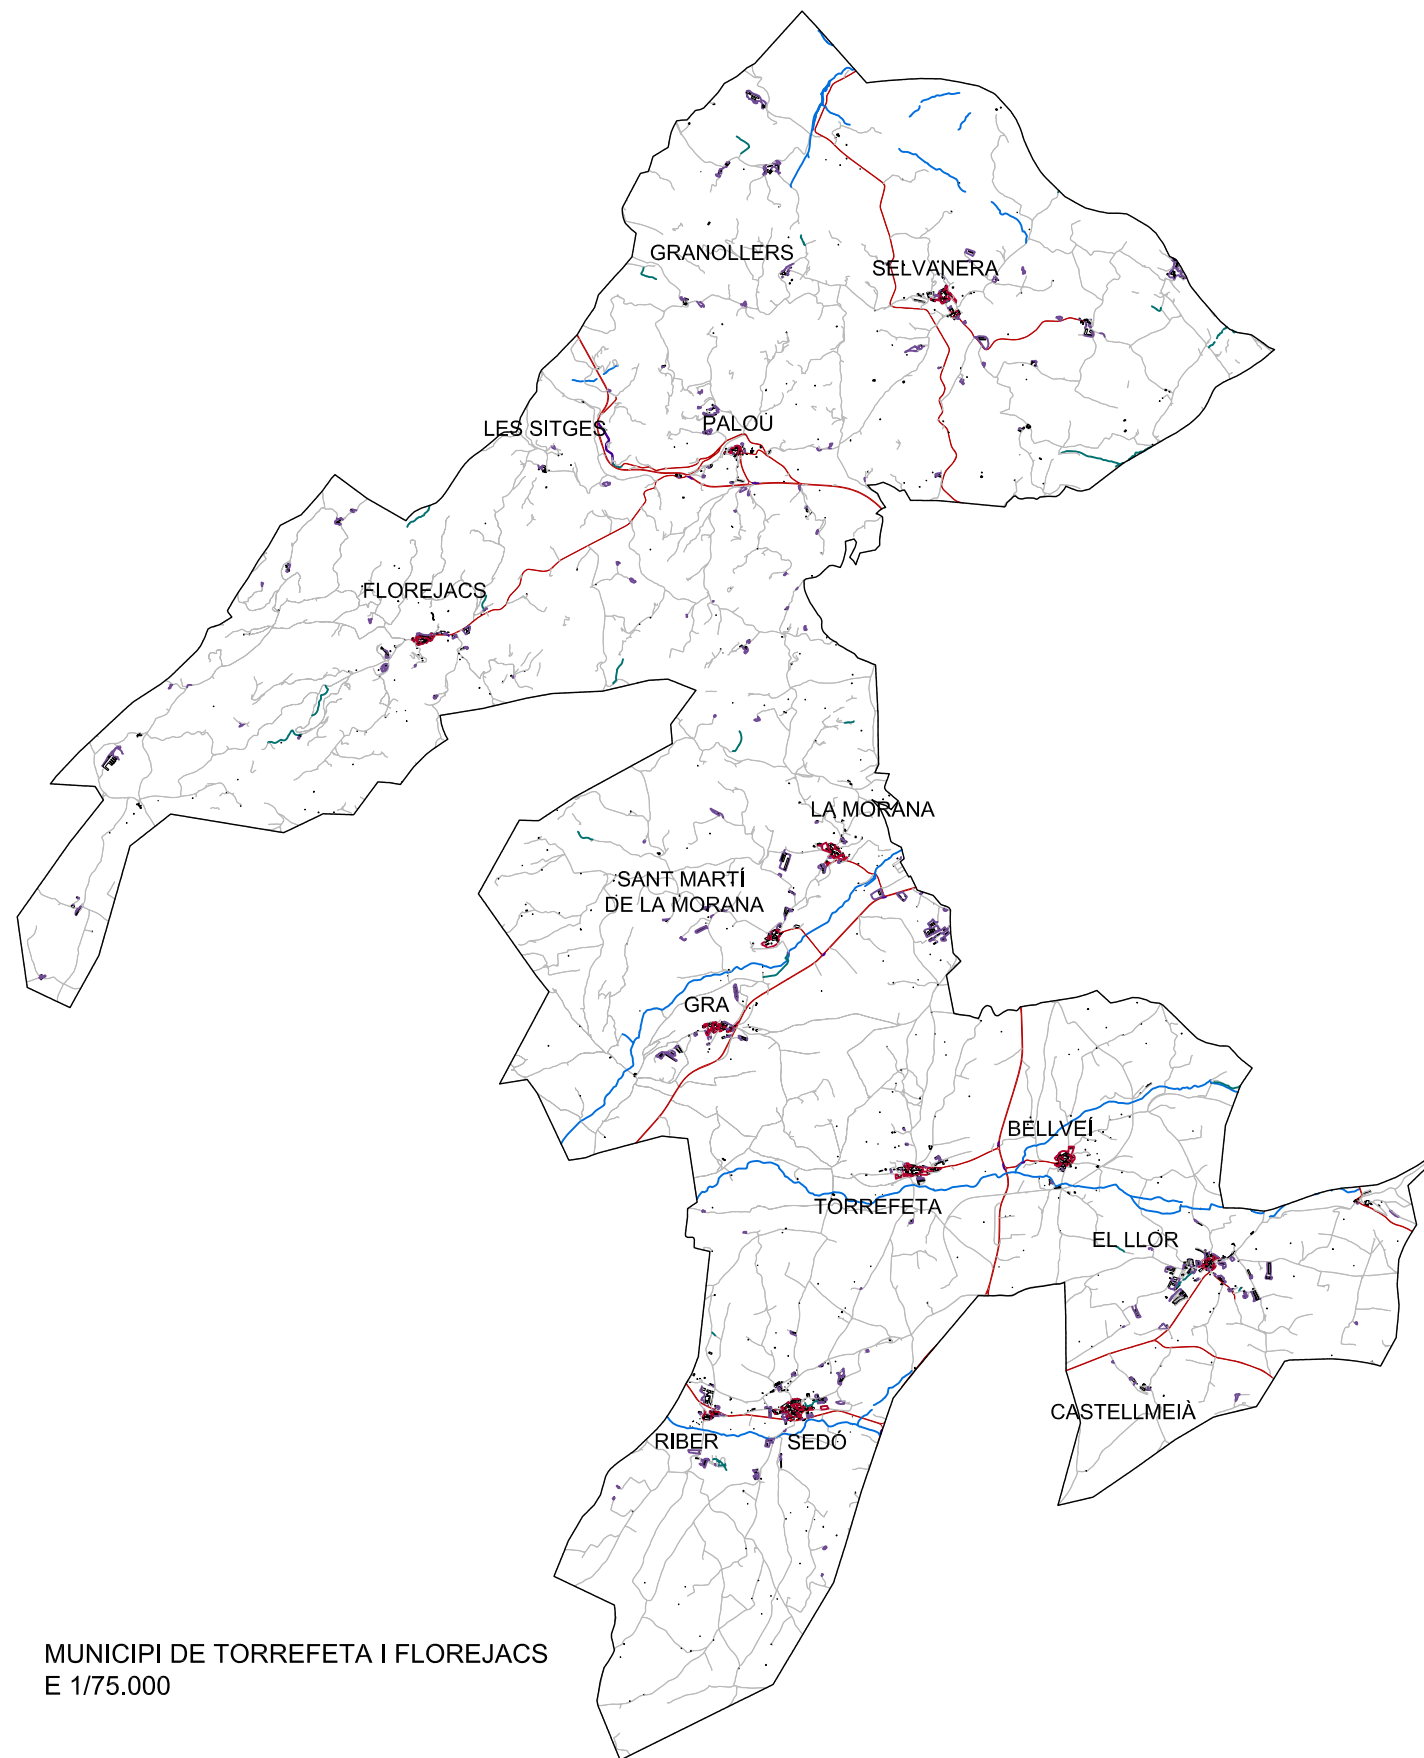 GRANOLLERS
SELVANERA
LES SITGES
PALOU
FLOREJACS
LA MORANA
SANT MARTÍ
DE LA MORANA
GRA
BELLVEÍ
TORREFETA
EL LLOR
CASTELLMEIÀ
RIBER
SEDÓ
MUNICIPI DE TORREFETA I FLOREJACS
E 1/75.000